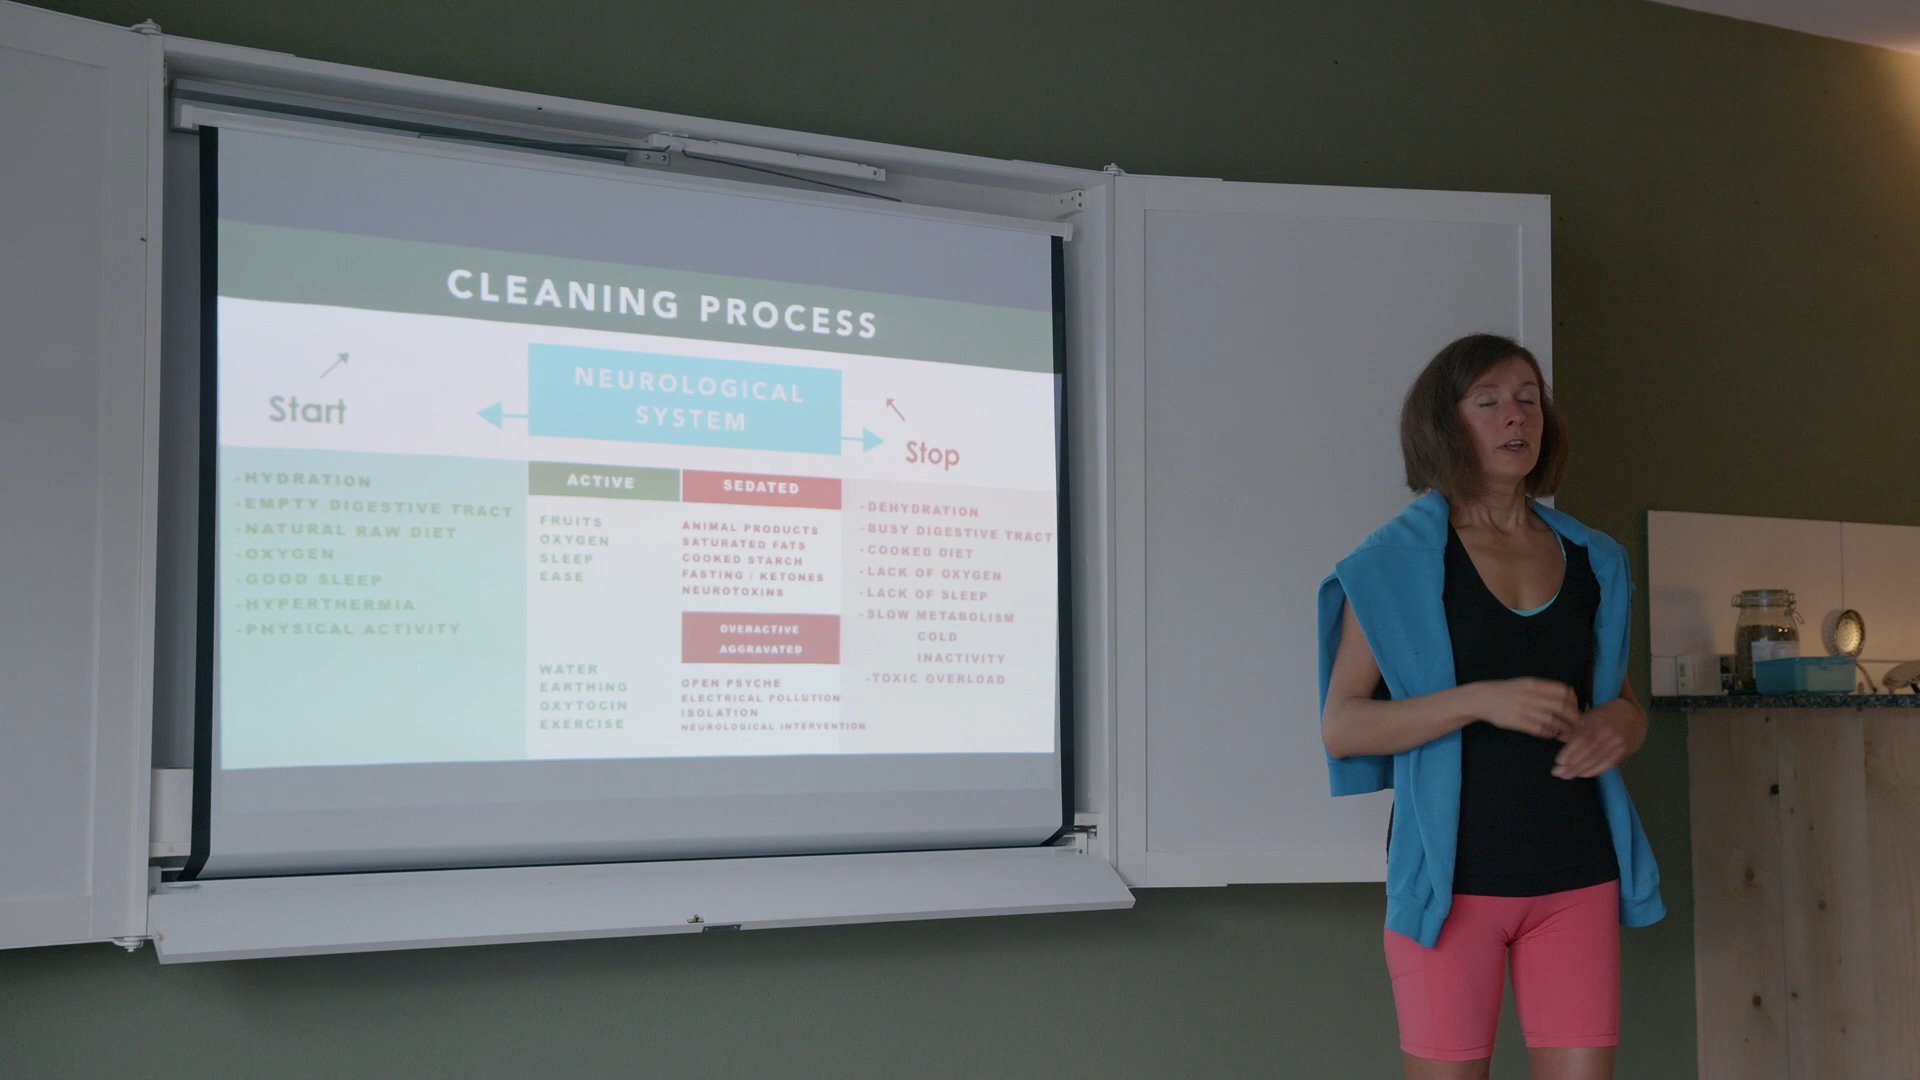 CLEANING PROCESS
NEUROLOGICAL
SYSTEM
Start
Stop
-HYDRATION
-EMPTY DIGESTIVE TRACT
-NATURAL RAW DIET
-OXYGEN
-GOOD SLEEP
-HYPERTHERMIA
-PHYSICAL ACTIVITY
ACTIVE
FRUITS
OXYGEN
SLEEP
EASE
WATER
EARTHING
OXYTOCIN
EXERCISE
SEDATED
ANIMAL PRODUCTS
SATURATED FATS
COOKED STARCH
FASTING / KETONES
NEUROTOXINS
OVERACTIVE
AGGRAVATED
OPEN PSYCHE
ELECTRICAL POLLUTION
ISOLATION
NEUROLOGICAL INTERVENTION
-DEHYDRATION
-BUSY DIGESTIVE TRACT
-COOKED DIET
-LACK OF OXYGEN
-LACK OF SLEEP
-SLOW METABOLISM
COLD
INACTIVITY
-TOXIC OVERLOAD